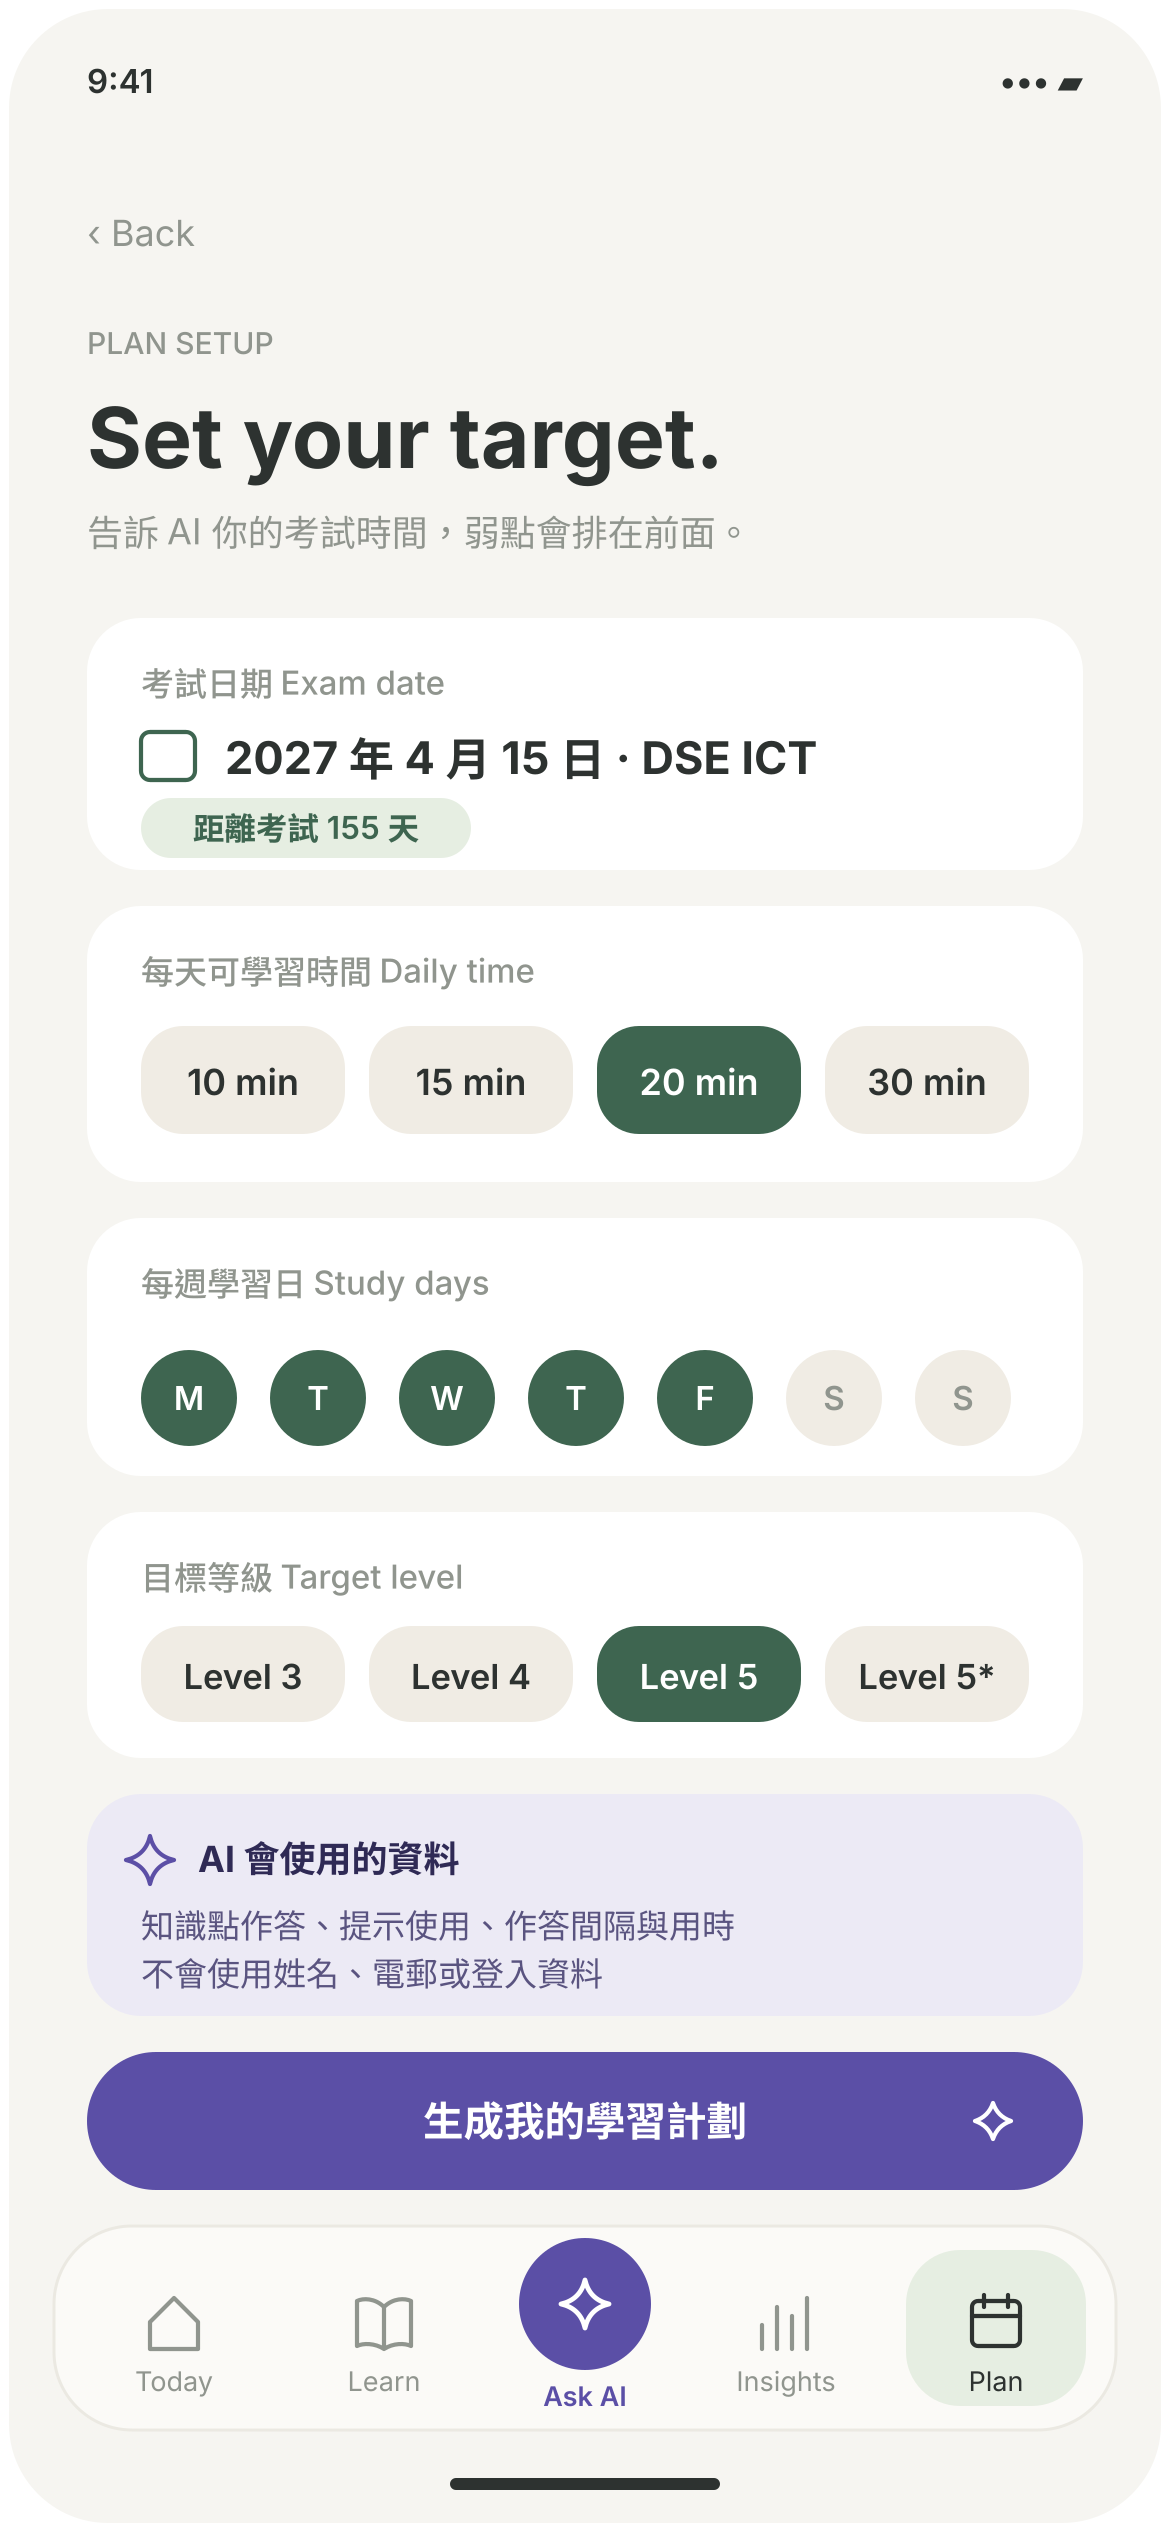 9:41
‹ Back
PLAN SETUP
Set your target.
告訴 AI 你的考試時間，弱點會排在前面。
考試日期 Exam date
2027 年 4 月 15 日 · DSE ICT
距離考試 155 天
每天可學習時間 Daily time
10 min 15 min 20 min 30 min
每週學習日 Study days
M T W T F S S
目標等級 Target level
Level 3 Level 4 Level 5 Level 5*
AI 會使用的資料
知識點作答、提示使用、作答間隔與用時
不會使用姓名、電郵或登入資料
生成我的學習計劃
Today Learn Ask AI Insights Plan